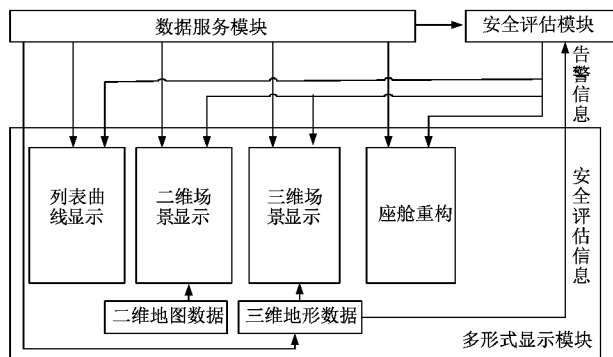 数据服务模块
安全评估模块
告警信息
列表曲
线显示
二维场
景显示
三维场
景显示
座舱重构
安全评估信息
二维地图数据
三维地形数据
多形式显示模块